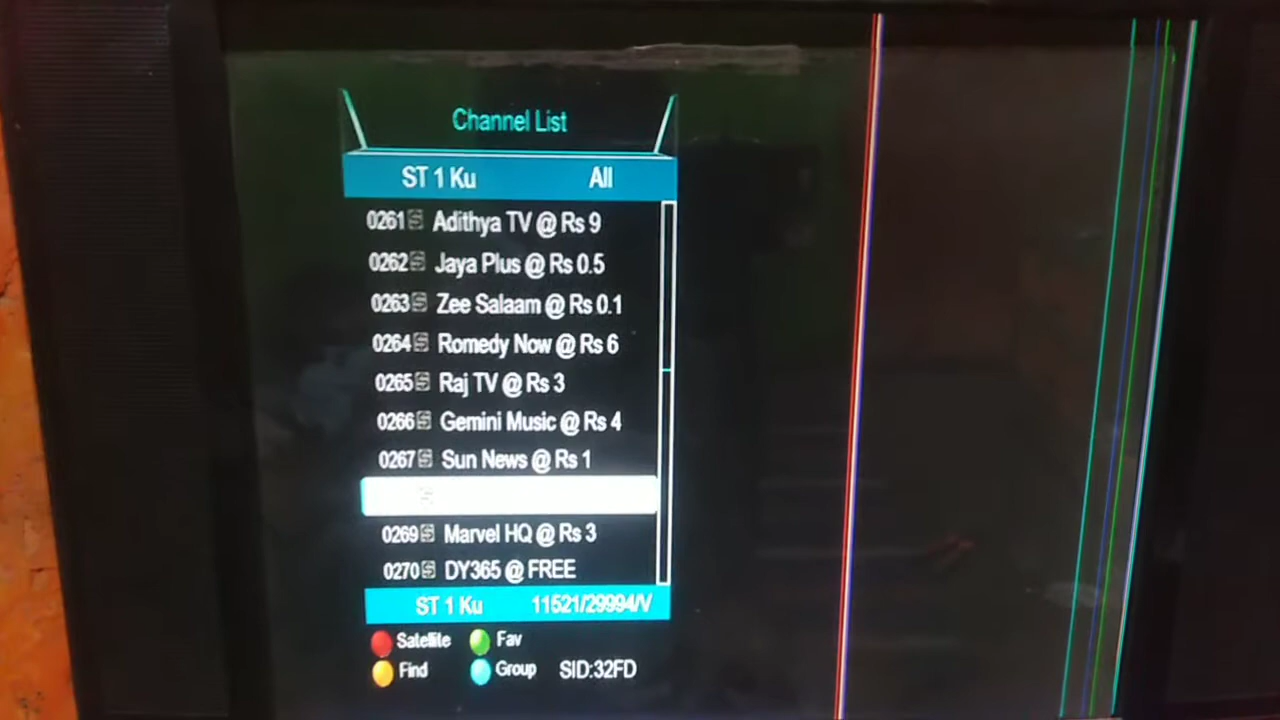 Channel List
ST 1 Ku All
0261 S Adithya TV @ Rs 9
0262 S Jaya Plus @ Rs 0.5
0263 S Zee Salaam @ Rs 0.1
0264 S Romedy Now @ Rs 6
0265 S Raj TV @ Rs 3
0266 S Gemini Music @ Rs 4
0267 S Sun News @ Rs 1
0269 S Marvel HQ @ Rs 3
0270 S DY365 @ FREE
ST 1 Ku 11521/29994/V
Satellite Fav
Find Group SID:32FD